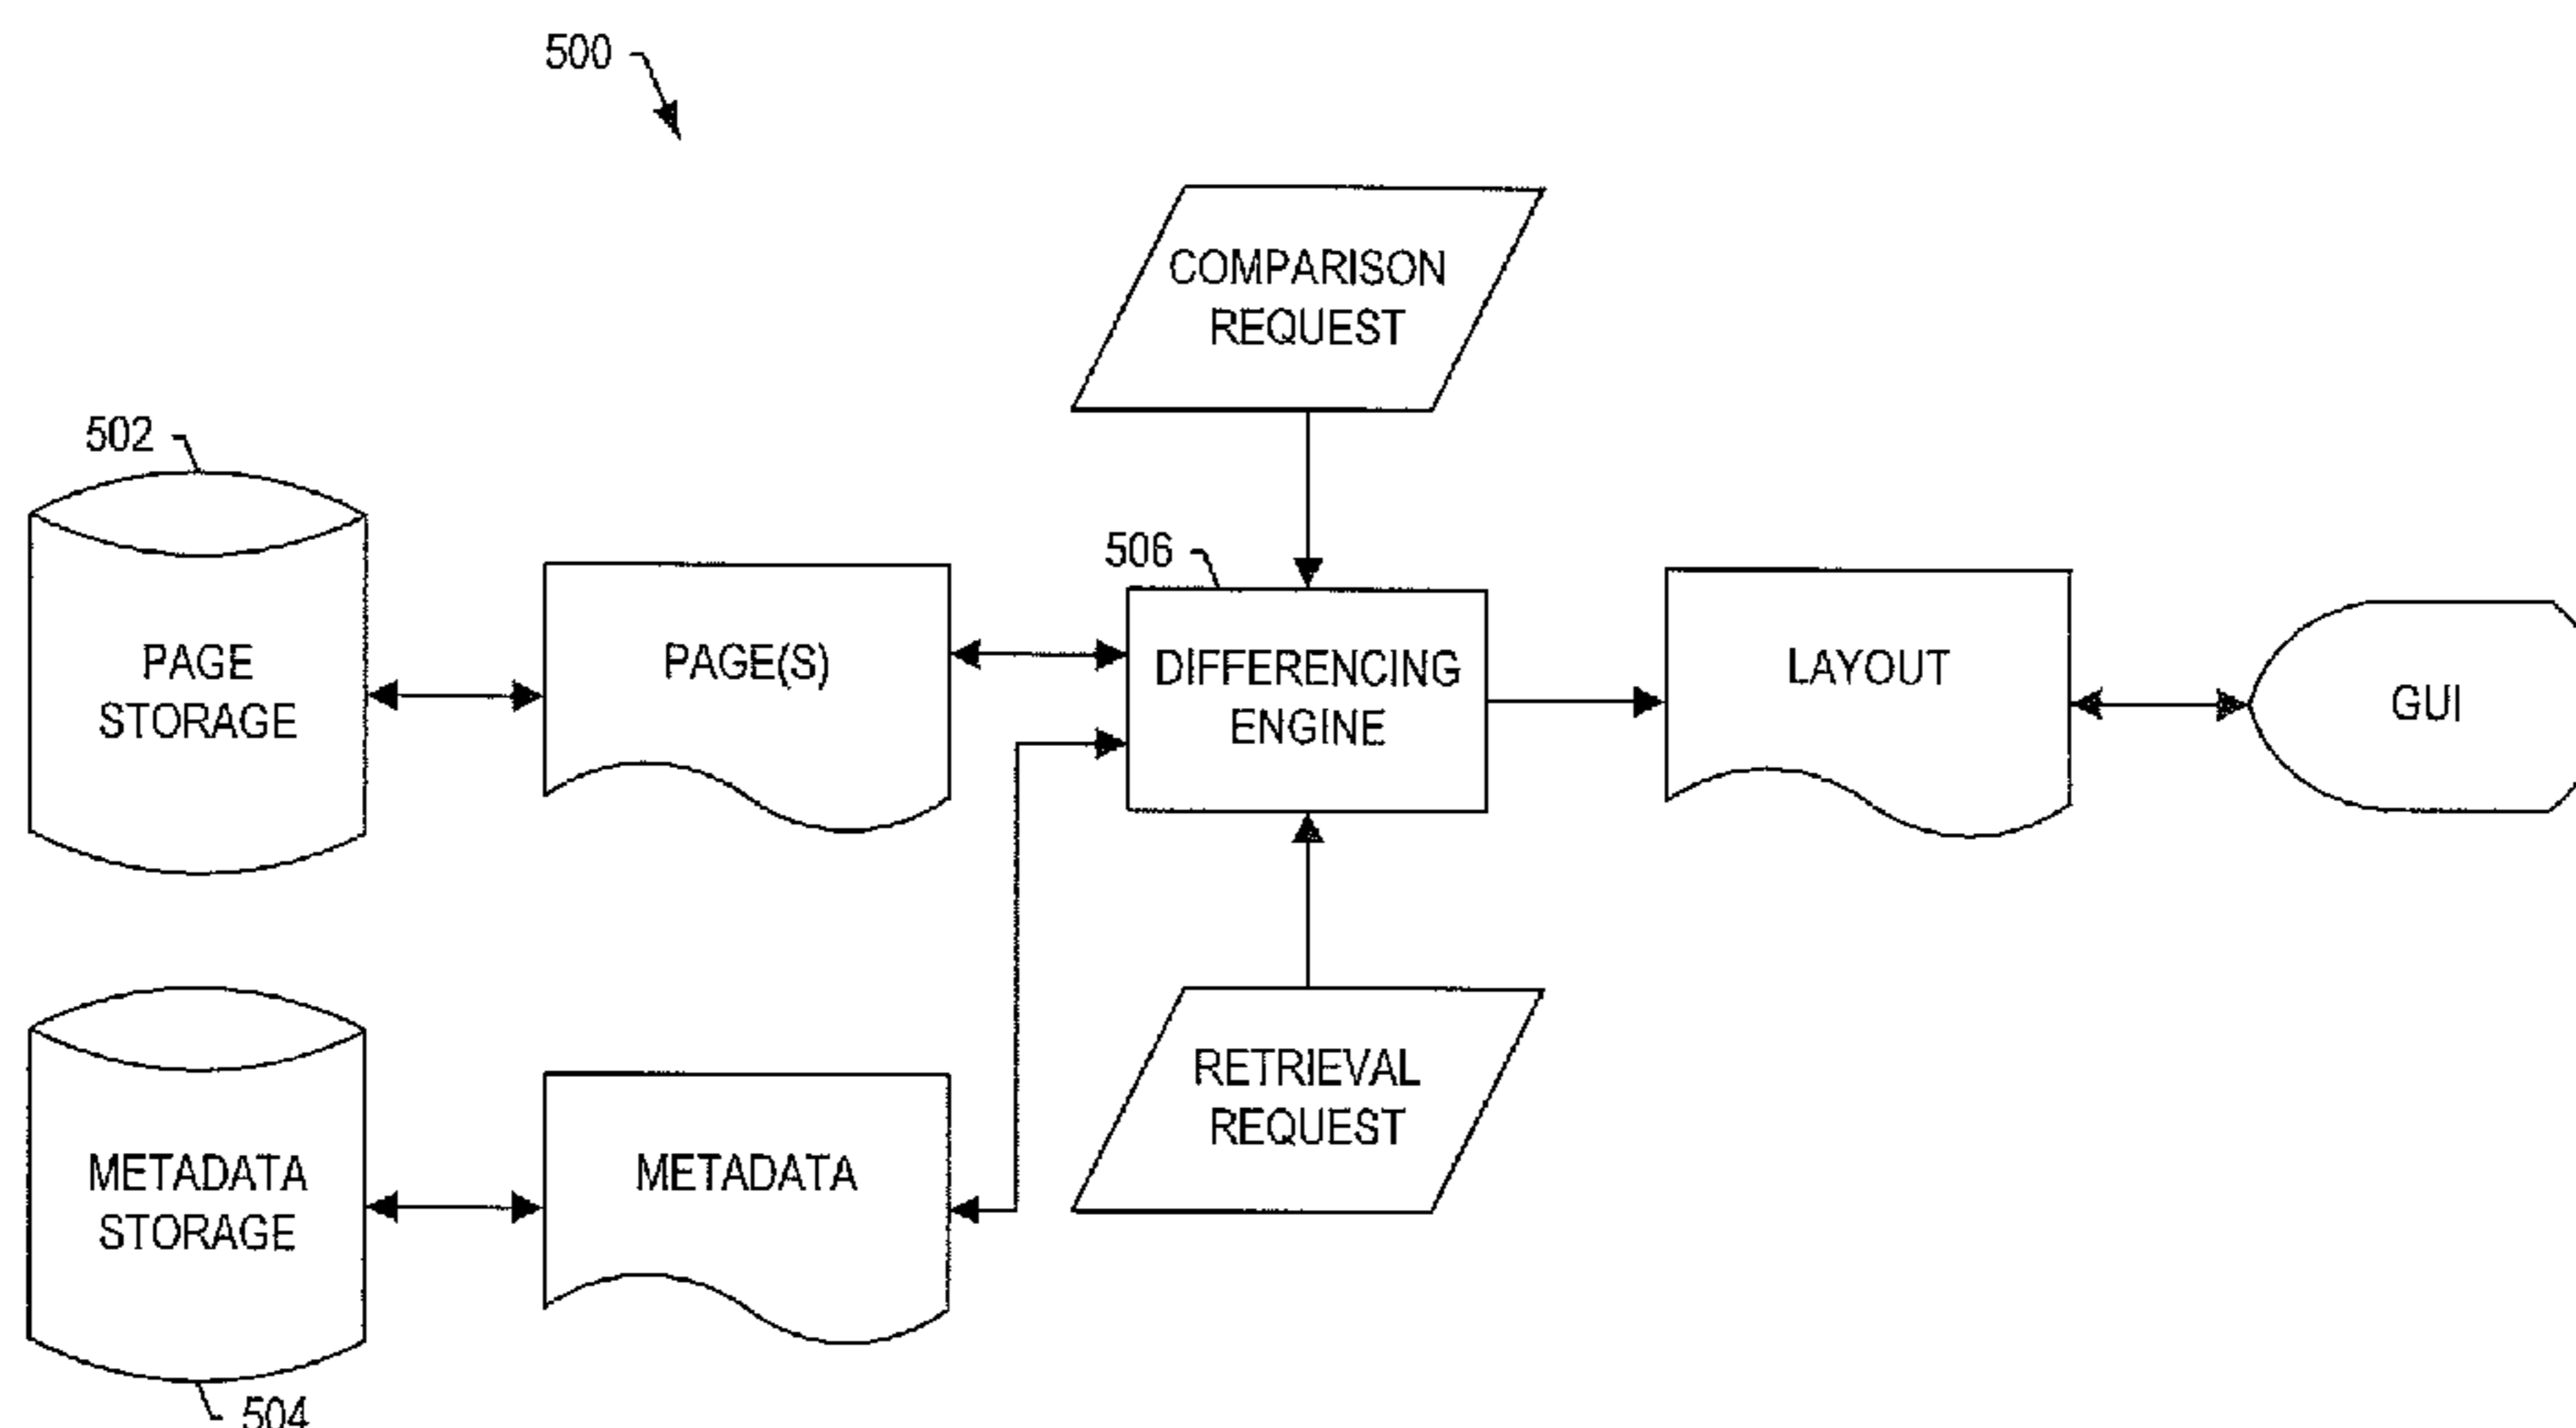 500
COMPARISON
REQUEST
502
506
PAGE
STORAGE
PAGE(S)
DIFFERENCING
ENGINE
LAYOUT
GUI
METADATA
STORAGE
METADATA
RETRIEVAL
REQUEST
504